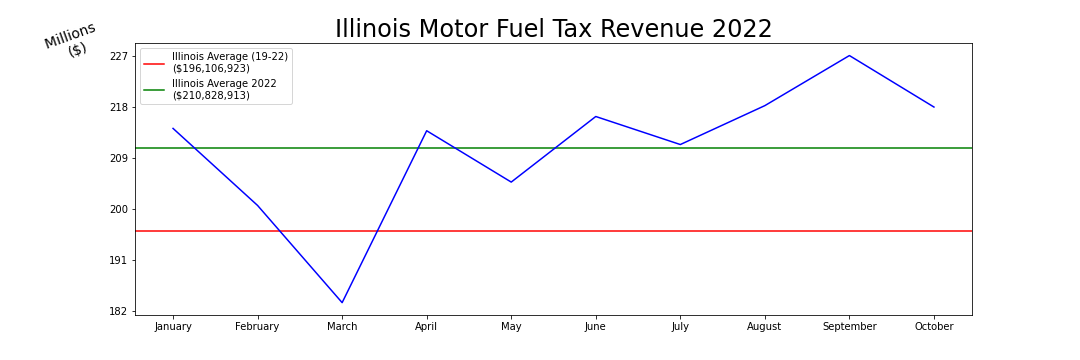 Illinois Motor Fuel Tax Revenue 2022
Millions
($)
Illinois Average (19-22)
($196,106,923)
Illinois Average 2022
($210,828,913)
227
218
209
200
191
182
January February March April May June July August September October